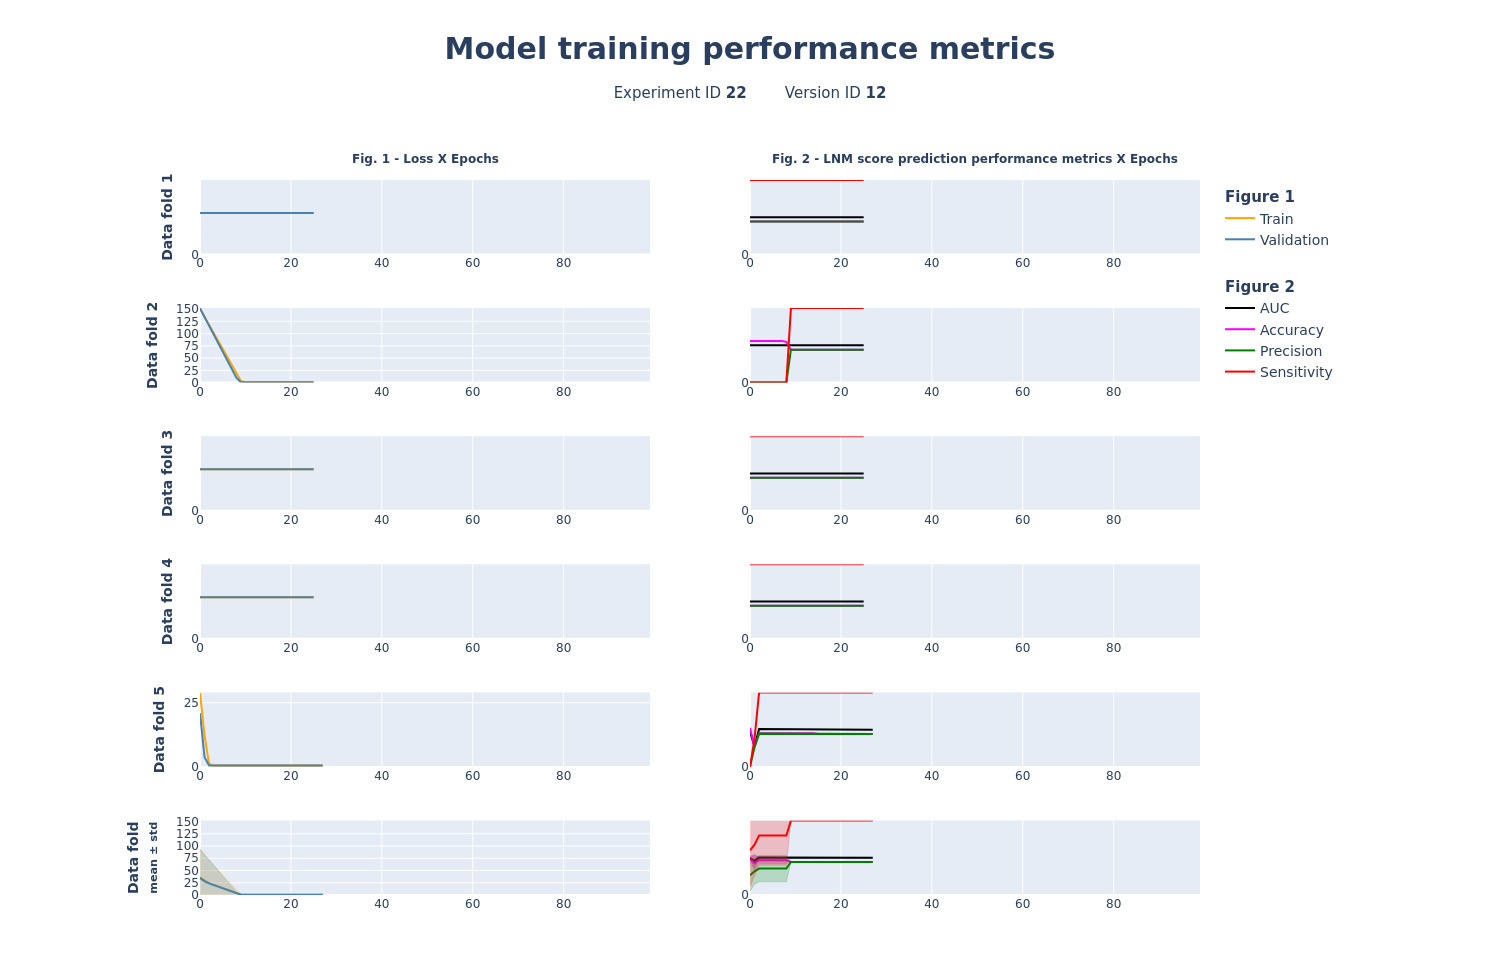 Model training performance metrics
Experiment ID 22 Version ID 12
Fig. 1 - Loss X Epochs
Fig. 2 - LNM score prediction performance metrics X Epochs
Data fold 1
0
0 20 40 60 80
0
0 20 40 60 80
Figure 1
Train
Validation
Figure 2
AUC
Accuracy
Precision
Sensitivity
Data fold 2
150
125
100
75
50
25
0
0 20 40 60 80
0
0 20 40 60 80
Data fold 3
0
0 20 40 60 80
0
0 20 40 60 80
Data fold 4
0
0 20 40 60 80
0
0 20 40 60 80
Data fold 5
25
0
0 20 40 60 80
0
0 20 40 60 80
Data fold
mean ± std
150
125
100
75
50
25
0
0 20 40 60 80
0
0 20 40 60 80